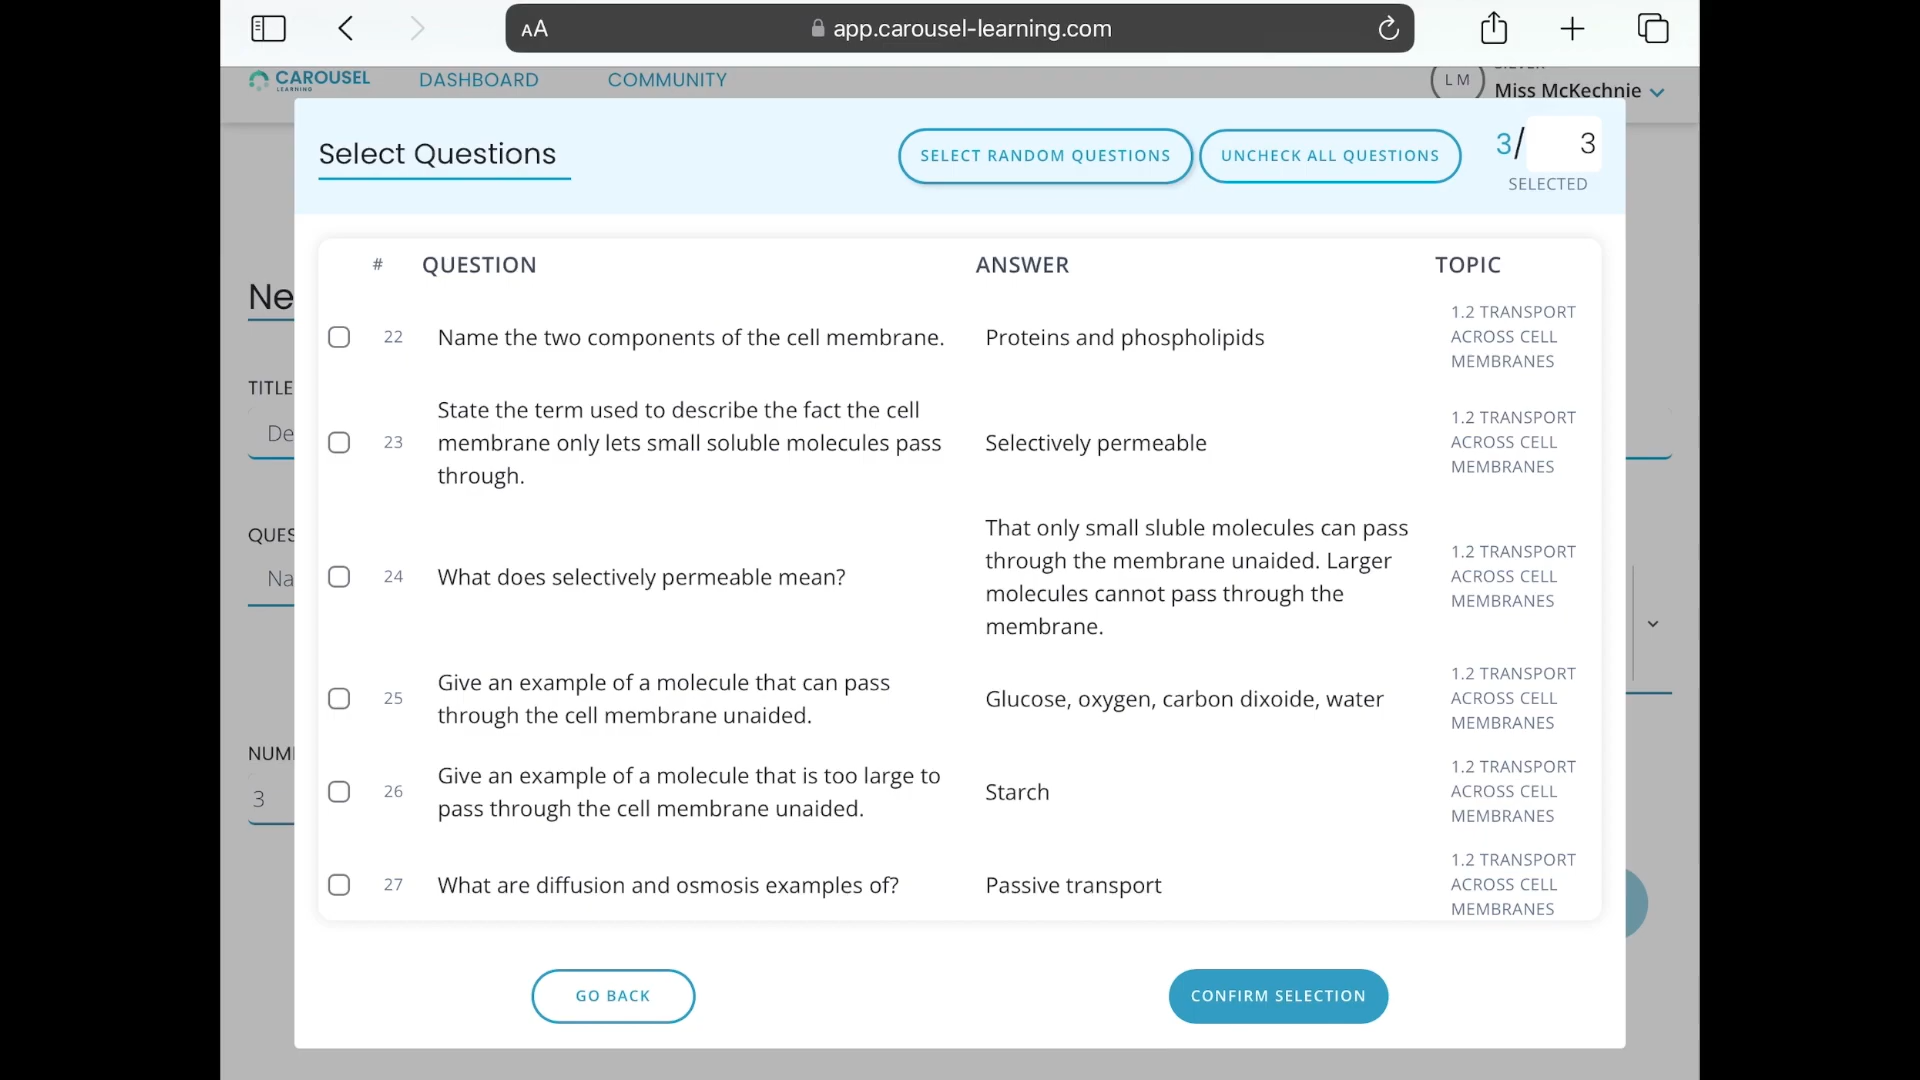 AA
app.carousel-learning.com
CAROUSEL
LEARNING
DASHBOARD
COMMUNITY
L M
Miss McKechnie
Select Questions
SELECT RANDOM QUESTIONS
UNCHECK ALL QUESTIONS
3/ 3
SELECTED
# QUESTION ANSWER TOPIC
22 Name the two components of the cell membrane.
Proteins and phospholipids
1.2 TRANSPORT
ACROSS CELL
MEMBRANES
23
State the term used to describe the fact the cell
membrane only lets small soluble molecules pass
through.
Selectively permeable
1.2 TRANSPORT
ACROSS CELL
MEMBRANES
24 What does selectively permeable mean?
That only small sluble molecules can pass
through the membrane unaided. Larger
molecules cannot pass through the
membrane.
1.2 TRANSPORT
ACROSS CELL
MEMBRANES
25
Give an example of a molecule that can pass
through the cell membrane unaided.
Glucose, oxygen, carbon dixoide, water
1.2 TRANSPORT
ACROSS CELL
MEMBRANES
26
Give an example of a molecule that is too large to
pass through the cell membrane unaided.
Starch
1.2 TRANSPORT
ACROSS CELL
MEMBRANES
27 What are diffusion and osmosis examples of?
Passive transport
1.2 TRANSPORT
ACROSS CELL
MEMBRANES
GO BACK
CONFIRM SELECTION
Ne
TITLE
De
QUES
Na
NUM
3